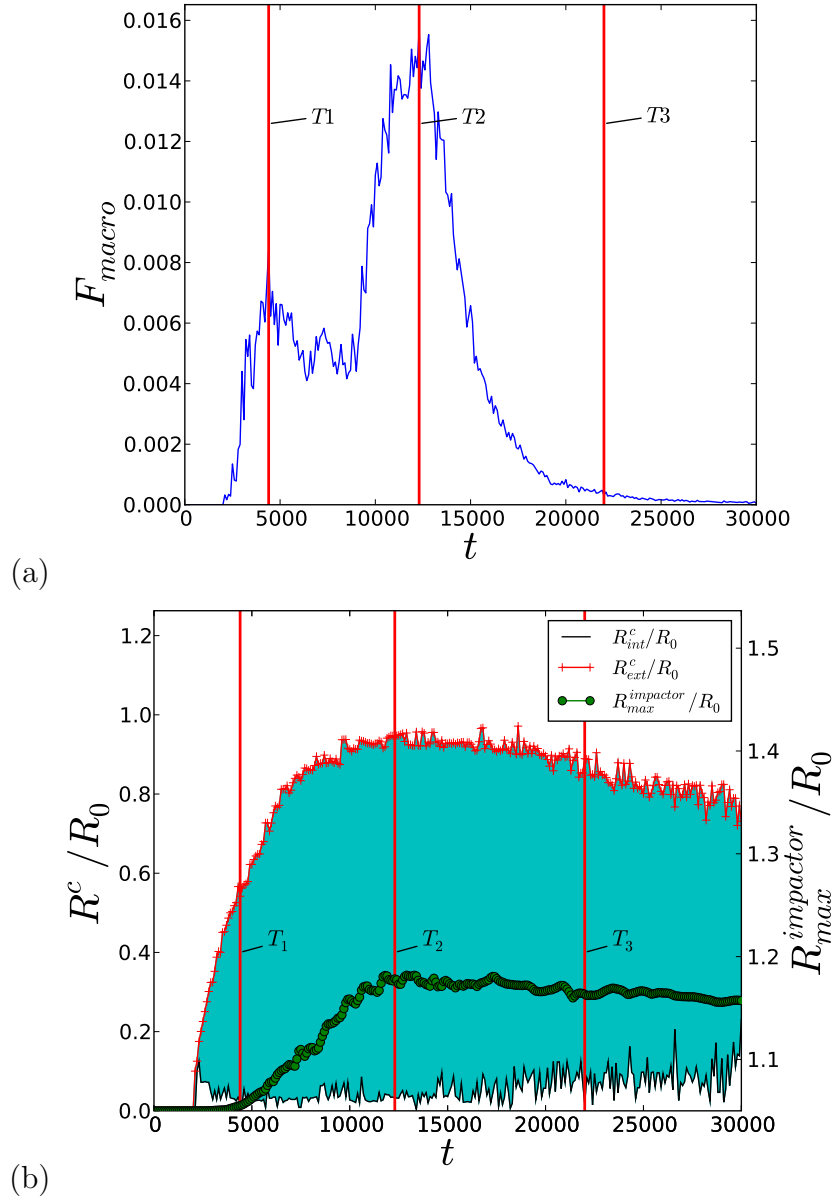 0.016
0.014
0.012
0.010
0.008
0.006
0.004
0.002
0.000
F_macro
T1
T2
T3
0 5000 10000 15000 20000 25000 30000
t
(a)
1.2
1.0
0.8
0.6
0.4
0.2
0.0
R^c /R_0
R^c_int/R_0
R^c_ext/R_0
R^impactor_max/R_0
T_1
T_2
T_3
1.5
1.4
1.3
1.2
1.1
R^impactor_max/R_0
0 5000 10000 15000 20000 25000 30000
t
(b)